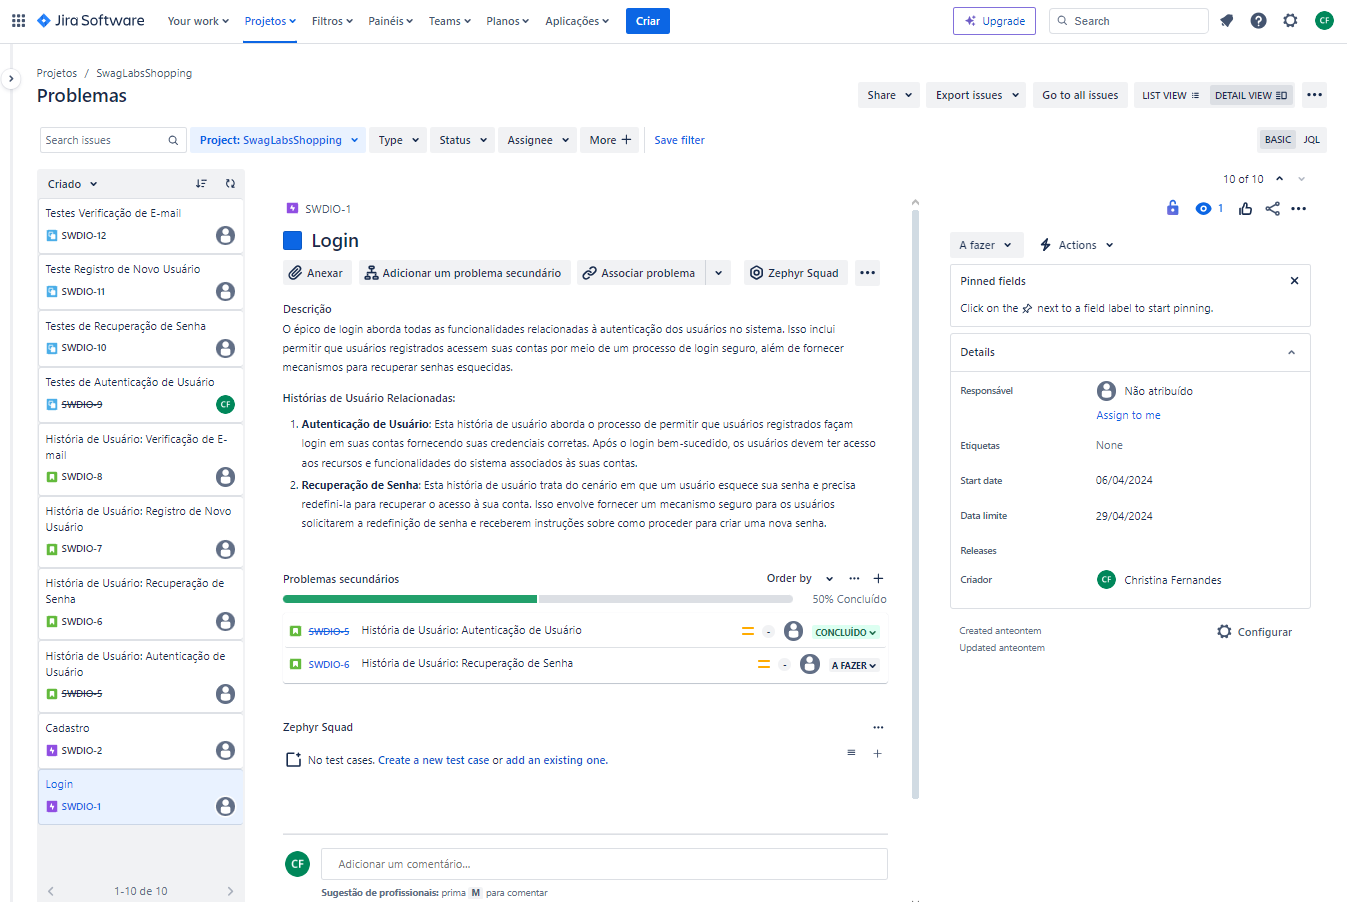 Jira Software
Your work
Projetos
Filtros
Painéis
Teams
Planos
Aplicações
Criar
Upgrade
Search
CF
Projetos / SwagLabsShopping
Problemas
Share
Export issues
Go to all issues
LIST VIEW
DETAIL VIEW
Search issues
Project: SwagLabsShopping
Type
Status
Assignee
More
Save filter
BASIC
JQL
Criado
Testes Verificação de E-mail
SWDIO-12
Teste Registro de Novo Usuário
SWDIO-11
Testes de Recuperação de Senha
SWDIO-10
Testes de Autenticação de Usuário
SWDIO-9
CF
História de Usuário: Verificação de E-
mail
SWDIO-8
História de Usuário: Registro de Novo
Usuário
SWDIO-7
História de Usuário: Recuperação de
Senha
SWDIO-6
História de Usuário: Autenticação de
Usuário
SWDIO-5
Cadastro
SWDIO-2
Login
SWDIO-1
1-10 de 10
SWDIO-1
Login
Anexar
Adicionar um problema secundário
Associar problema
Zephyr Squad
Descrição
O épico de login aborda todas as funcionalidades relacionadas à autenticação dos usuários no sistema. Isso inclui
permitir que usuários registrados acessem suas contas por meio de um processo de login seguro, além de fornecer
mecanismos para recuperar senhas esquecidas.
Histórias de Usuário Relacionadas:
1. Autenticação de Usuário: Esta história de usuário aborda o processo de permitir que usuários registrados façam
login em suas contas fornecendo suas credenciais corretas. Após o login bem-sucedido, os usuários devem ter acesso
aos recursos e funcionalidades do sistema associados às suas contas.
2. Recuperação de Senha: Esta história de usuário trata do cenário em que um usuário esquece sua senha e precisa
redefini-la para recuperar o acesso à sua conta. Isso envolve fornecer um mecanismo seguro para os usuários
solicitarem a redefinição de senha e receberem instruções sobre como proceder para criar uma nova senha.
Problemas secundários
Order by
50% Concluído
SWDIO-5 História de Usuário: Autenticação de Usuário - CONCLUÍDO
SWDIO-6 História de Usuário: Recuperação de Senha - A FAZER
Zephyr Squad
No test cases. Create a new test case or add an existing one.
CF
Adicionar um comentário...
Sugestão de profissionais: prima M para comentar
10 of 10
1
A fazer
Actions
Pinned fields
Click on the next to a field label to start pinning.
Details
Responsável
Não atribuído
Assign to me
Etiquetas
None
Start date
06/04/2024
Data limite
29/04/2024
Releases
Criador
CF Christina Fernandes
Created anteontem
Updated anteontem
Configurar